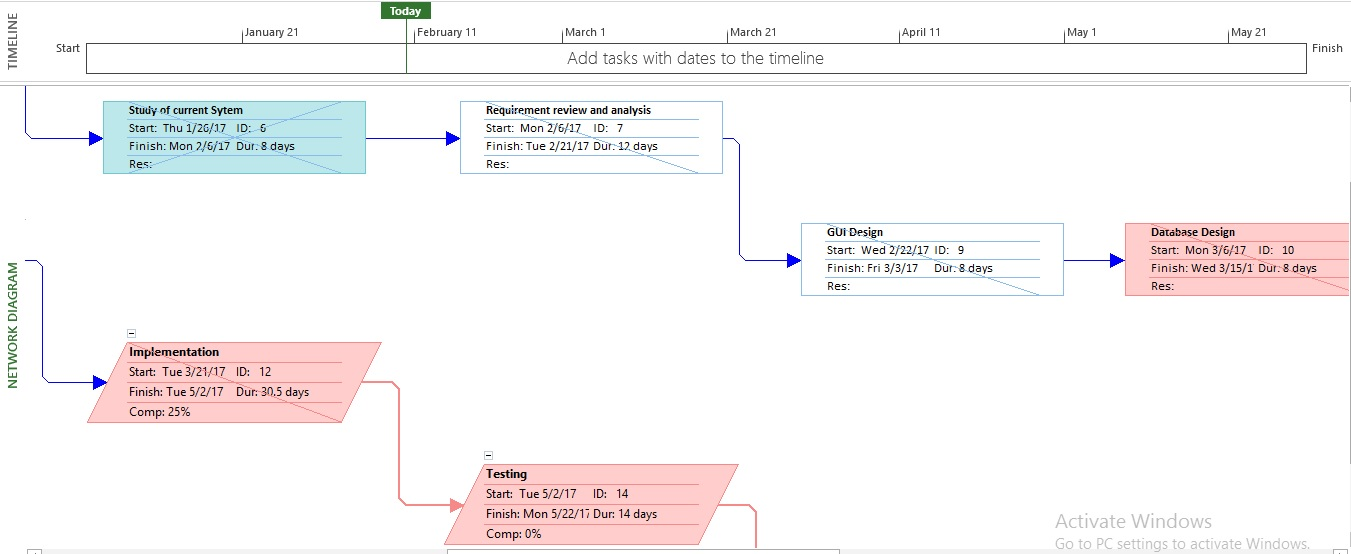 Today
January 21
February 11
March 1
March 21
April 11
May 1
May 21
TIMELINE
Start
Add tasks with dates to the timeline
Finish
NETWORK DIAGRAM
Study of current Sytem
Start: Thu 1/26/17 ID: 6
Finish: Mon 2/6/17 Dur: 8 days
Res:
Requirement review and analysis
Start: Mon 2/6/17 ID: 7
Finish: Tue 2/21/17 Dur: 12 days
Res:
GUI Design
Start: Wed 2/22/17 ID: 9
Finish: Fri 3/3/17 Dur: 8 days
Res:
Database Design
Start: Mon 3/6/17 ID: 10
Finish: Wed 3/15/1 Dur: 8 days
Res:
Implementation
Start: Tue 3/21/17 ID: 12
Finish: Tue 5/2/17 Dur: 30.5 days
Comp: 25%
Testing
Start: Tue 5/2/17 ID: 14
Finish: Mon 5/22/17 Dur: 14 days
Comp: 0%
Activate Windows
Go to PC settings to activate Windows.